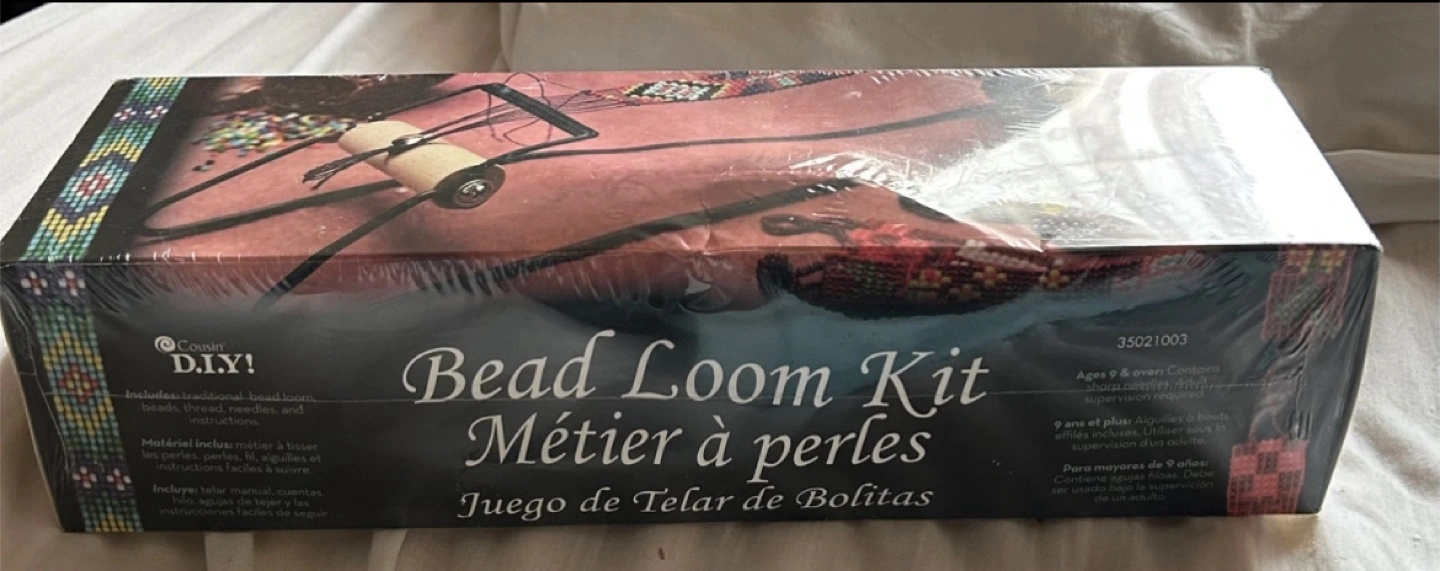 Cousin
D.I.Y!
Includes: traditional bead loom,
beads, thread, needles, and
instructions.
Matériel inclus: métier à tisser
les perles, perles, fil, aiguilles et
instructions faciles à suivre.
Incluye: telar manual, cuentas,
hilo, agujas de tejer y las
instrucciones faciles de seguir
Bead Loom Kit
Métier à perles
Juego de Telar de Bolitas
35021003
Ages 9 & over: Contains
sharp needles. Adult
supervision required.
9 ans et plus: Aiguilles à bouts
effilés incluses. Utiliser sous la
supervision d'un adulte.
Para mayores de 9 años:
Contiene agujas filosas. Debe
ser usado bajo la supervisión
de un adulto.